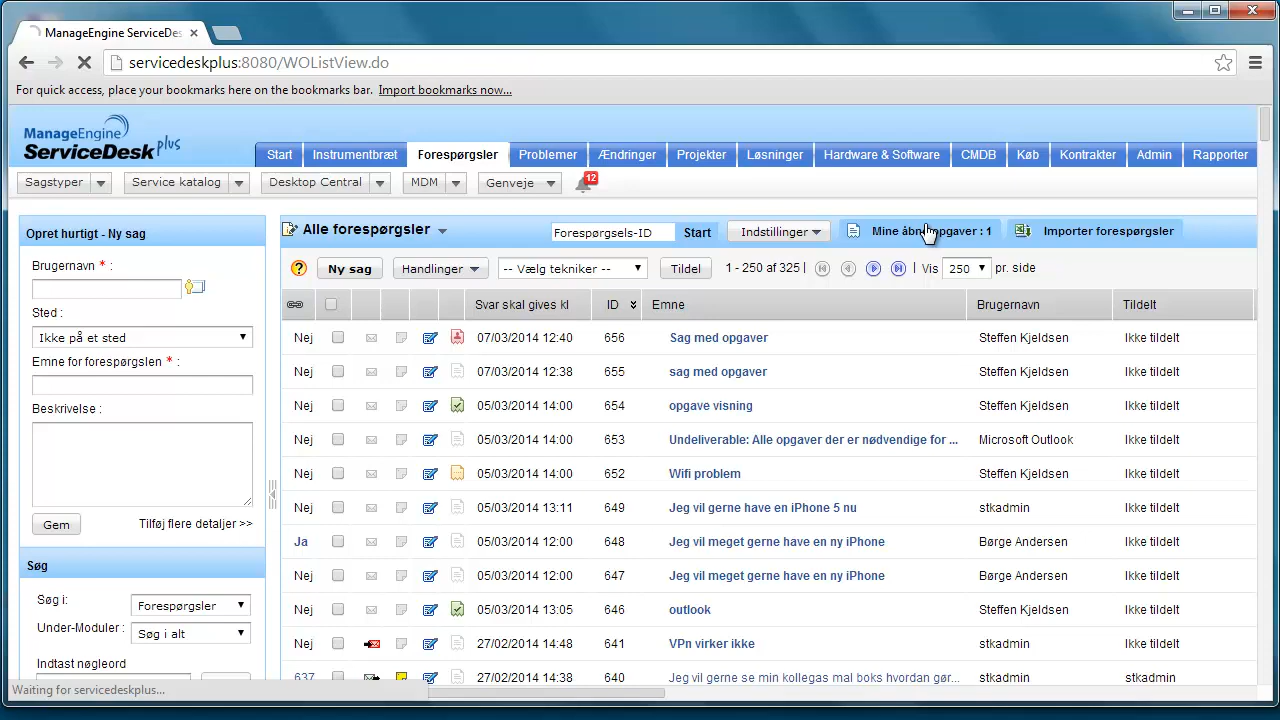 ManageEngine ServiceDes
servicedeskplus:8080/WOListView.do
For quick access, place your bookmarks here on the bookmarks bar. Import bookmarks now...
ManageEngine
ServiceDesk plus
Start Instrumentbræt Forespørgsler Problemer Ændringer Projekter Løsninger Hardware & Software CMDB Køb Kontrakter Admin Rapporter
Sagstyper Service katalog Desktop Central MDM Genveje 12
Opret hurtigt - Ny sag
Brugernavn * :
Sted :
Ikke på et sted
Emne for forespørgslen * :
Beskrivelse :
Gem Tilføj flere detaljer >>
Søg
Søg i: Forespørgsler
Under-Moduler : Søg i alt
Indtast nøgleord
Alle forespørgsler Forespørgsels-ID Start Indstillinger Mine åbne opgaver : 1 Importer forespørgsler
Ny sag Handlinger -- Vælg tekniker -- Tildel 1 - 250 af 325 | | Vis 250 pr. side
Svar skal gives kl ID Emne Brugernavn Tildelt
Nej 07/03/2014 12:40 656 Sag med opgaver Steffen Kjeldsen Ikke tildelt
Nej 07/03/2014 12:38 655 sag med opgaver Steffen Kjeldsen Ikke tildelt
Nej 05/03/2014 14:00 654 opgave visning Steffen Kjeldsen Ikke tildelt
Nej 05/03/2014 14:00 653 Undeliverable: Alle opgaver der er nødvendige for ... Microsoft Outlook Ikke tildelt
Nej 05/03/2014 14:00 652 Wifi problem Steffen Kjeldsen Ikke tildelt
Nej 05/03/2014 13:11 649 Jeg vil gerne have en iPhone 5 nu stkadmin Ikke tildelt
Ja 05/03/2014 12:00 648 Jeg vil meget gerne have en ny iPhone Børge Andersen Ikke tildelt
Nej 05/03/2014 12:00 647 Jeg vil meget gerne have en ny iPhone Børge Andersen Ikke tildelt
Nej 05/03/2014 13:05 646 outlook Steffen Kjeldsen Ikke tildelt
Nej 27/02/2014 14:48 641 VPn virker ikke stkadmin Ikke tildelt
637 27/02/2014 14:38 640 Jeg vil gerne se min kollegas mal boks hvordan gør... stkadmin stkadmin
Waiting for servicedeskplus...